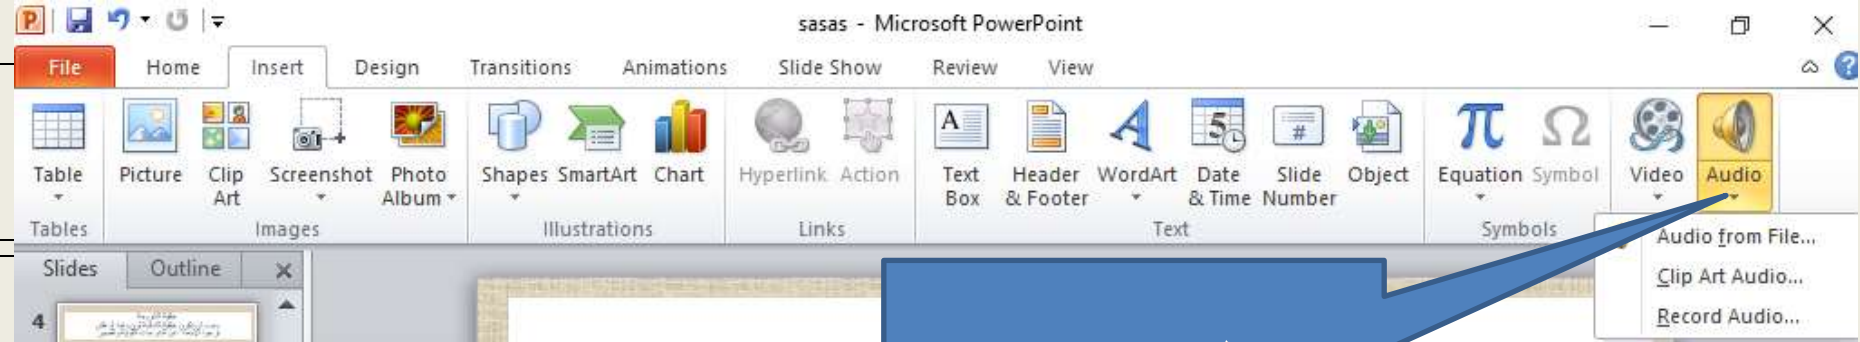 sasas - Microsoft PowerPoint
File Home Insert Design Transitions Animations Slide Show Review View
Table Picture Clip Art Screenshot Photo Album Shapes SmartArt Chart Hyperlink Action Text Box Header & Footer WordArt Date & Time Slide Number Object Equation Symbol Video Audio
Tables Images Illustrations Links Text Symbols
Audio from File...
Clip Art Audio...
Record Audio...
Slides Outline
4